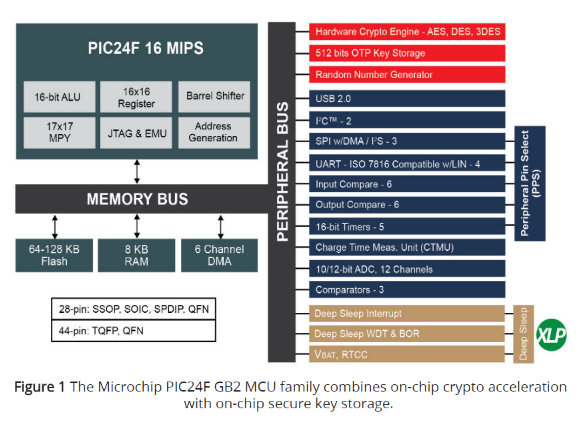 PIC24F 16 MIPS
16-bit ALU
16x16
Register
Barrel Shifter
17x17
MPY
JTAG & EMU
Address
Generation
MEMORY BUS
64-128 KB
Flash
8 KB
RAM
6 Channel
DMA
28-pin: SSOP, SOIC, SPDIP, QFN
44-pin: TQFP, QFN
PERIPHERAL BUS
Hardware Crypto Engine - AES, DES, 3DES
512 bits OTP Key Storage
Random Number Generator
USB 2.0
I²C™ - 2
SPI w/DMA / I²S - 3
UART - ISO 7816 Compatible w/LIN - 4
Input Compare - 6
Output Compare - 6
16-bit Timers - 5
Charge Time Meas. Unit (CTMU)
10/12-bit ADC, 12 Channels
Comparators - 3
Deep Sleep Interrupt
Deep Sleep WDT & BOR
VBAT, RTCC
Peripheral Pin Select
(PPS)
Deep Sleep
XLP
Figure 1 The Microchip PIC24F GB2 MCU family combines on-chip crypto acceleration
with on-chip secure key storage.